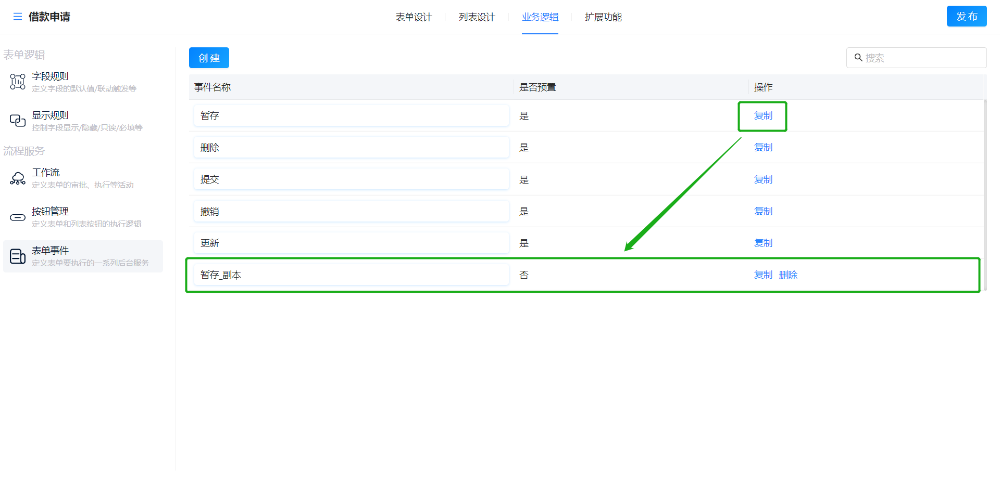 借款申请
表单设计
列表设计
业务逻辑
扩展功能
发布
表单逻辑
字段规则
定义字段的默认值/联动触发等
显示规则
控制字段显示/隐藏/只读/必填等
流程服务
工作流
定义表单的审批、执行等活动
按钮管理
定义表单和列表按钮的执行逻辑
表单事件
定义表单要执行的一系列后台服务
创建
搜索
事件名称 是否预置 操作
暂存 是 复制
删除 是 复制
提交 是 复制
撤销 是 复制
更新 是 复制
暂存_副本 否 复制 删除